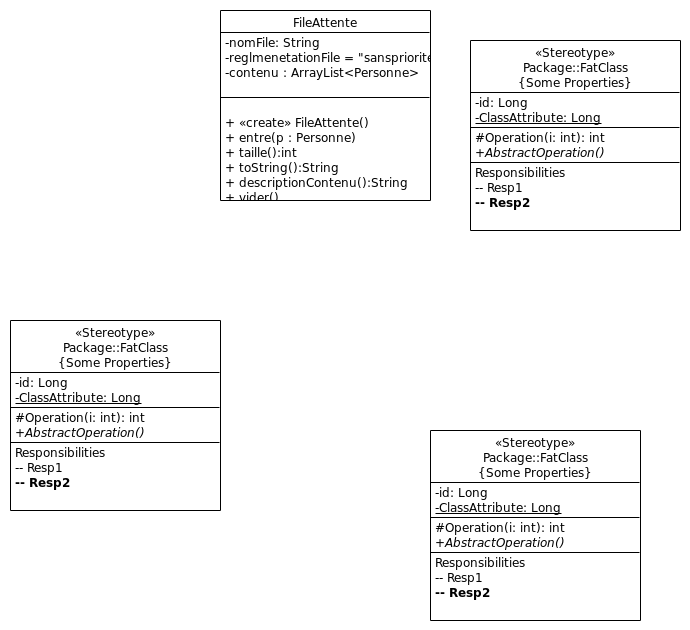 FileAttente
-nomFile: String
-reglmenetationFile = "sanspriorite
-contenu : ArrayList<Personne>
+ «create» FileAttente()
+ entre(p : Personne)
+ taille():int
+ toString():String
+ descriptionContenu():String
+ vider()
«Stereotype»
Package::FatClass
{Some Properties}
-id: Long
-ClassAttribute: Long
#Operation(i: int): int
+AbstractOperation()
Responsibilities
-- Resp1
-- Resp2
«Stereotype»
Package::FatClass
{Some Properties}
-id: Long
-ClassAttribute: Long
#Operation(i: int): int
+AbstractOperation()
Responsibilities
-- Resp1
-- Resp2
«Stereotype»
Package::FatClass
{Some Properties}
-id: Long
-ClassAttribute: Long
#Operation(i: int): int
+AbstractOperation()
Responsibilities
-- Resp1
-- Resp2